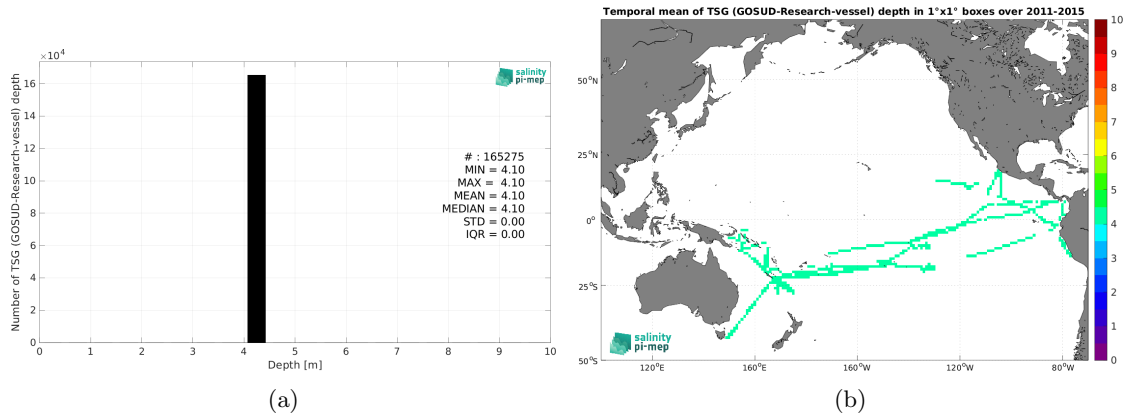 ×10⁴
16
14
12
10
8
6
4
2
0
Number of TSG (GOSUD-Research-vessel) depth
salinity
pi-mep
# : 165275
MIN = 4.10
MAX = 4.10
MEAN = 4.10
MEDIAN = 4.10
STD = 0.00
IQR = 0.00
0 1 2 3 4 5 6 7 8 9 10
Depth [m]
(a)
Temporal mean of TSG (GOSUD-Research-vessel) depth in 1°x1° boxes over 2011-2015
50°N
25°N
0°
25°S
50°S
120°E 160°E 160°W 120°W 80°W
salinity
pi-mep
10
9
8
7
6
5
4
3
2
1
0
(b)